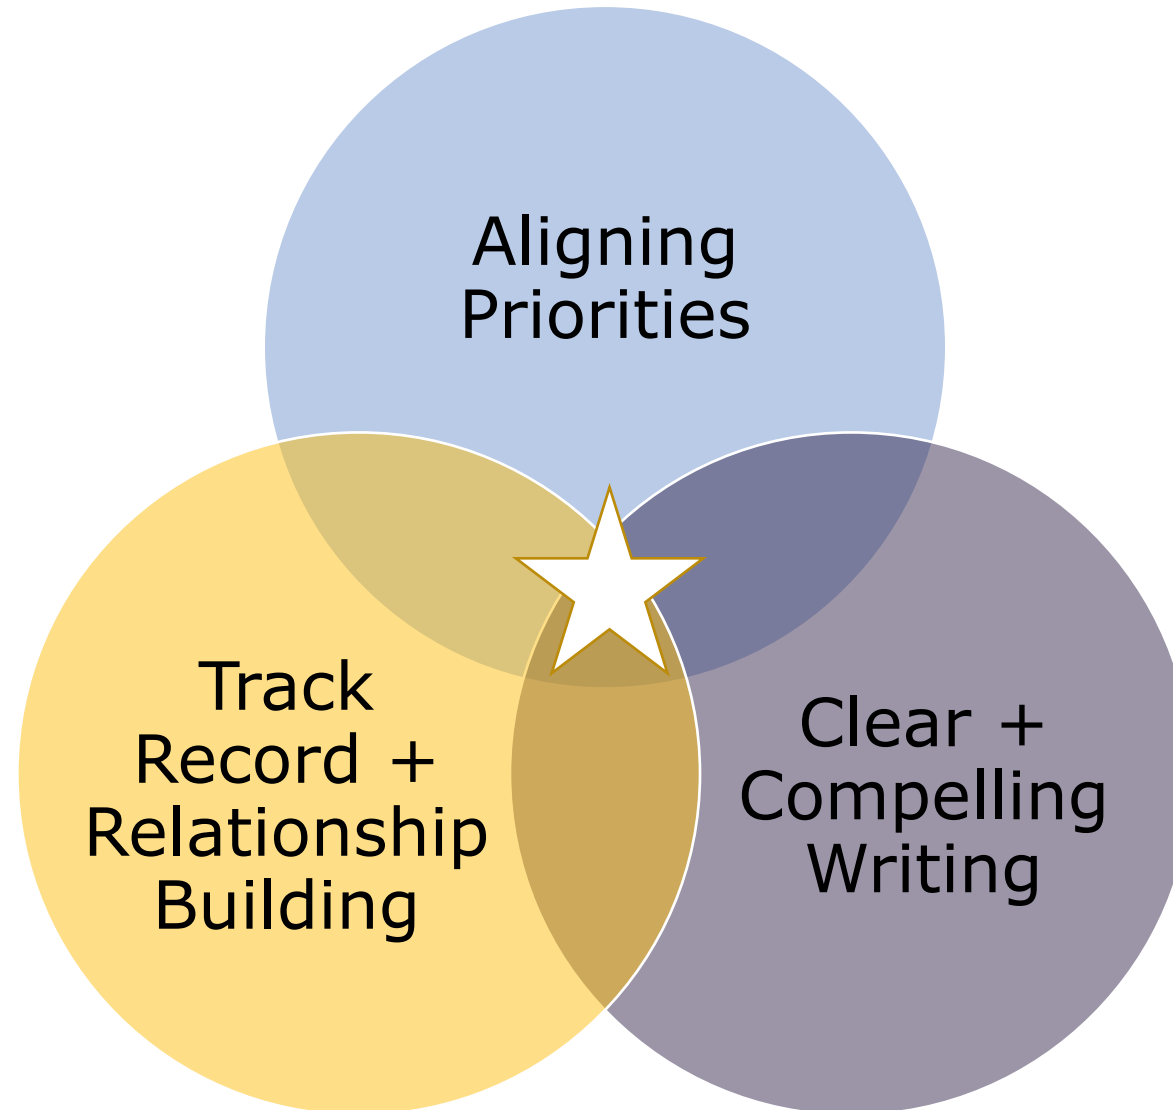 Aligning
Priorities
Track
Record +
Relationship
Building
Clear +
Compelling
Writing